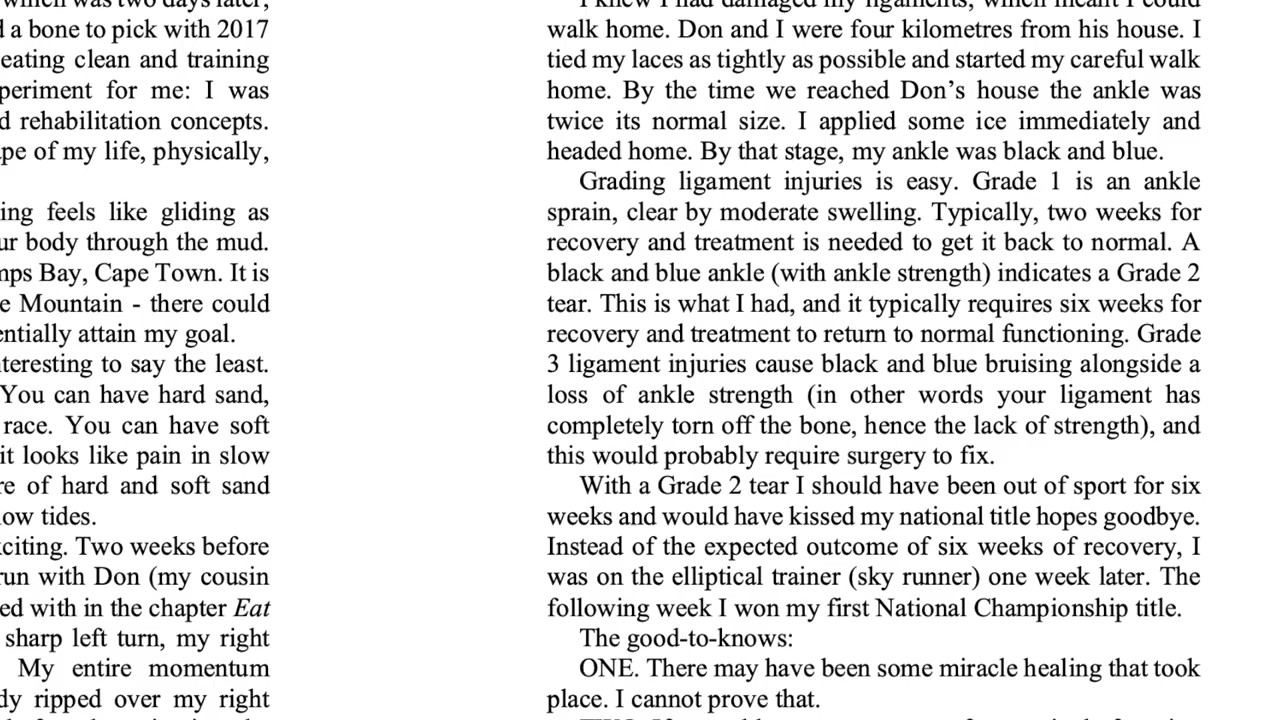 which was two days later,
a bone to pick with 2017
eating clean and training
for me: I was
rehabilitation concepts.
of my life, physically,
feels like gliding as
body through the mud.
Bay, Cape Town. It is
Mountain - there could
attain my goal.
to say the least.
You can have hard sand,
race. You can have soft
it looks like pain in slow
of hard and soft sand
tides.
Two weeks before
run with Don (my cousin
with in the chapter Eat
sharp left turn, my right
My entire momentum
ripped over my right
I knew I had damaged my ligaments, which meant I could
walk home. Don and I were four kilometres from his house. I
tied my laces as tightly as possible and started my careful walk
home. By the time we reached Don’s house the ankle was
twice its normal size. I applied some ice immediately and
headed home. By that stage, my ankle was black and blue.
Grading ligament injuries is easy. Grade 1 is an ankle
sprain, clear by moderate swelling. Typically, two weeks for
recovery and treatment is needed to get it back to normal. A
black and blue ankle (with ankle strength) indicates a Grade 2
tear. This is what I had, and it typically requires six weeks for
recovery and treatment to return to normal functioning. Grade
3 ligament injuries cause black and blue bruising alongside a
loss of ankle strength (in other words your ligament has
completely torn off the bone, hence the lack of strength), and
this would probably require surgery to fix.
With a Grade 2 tear I should have been out of sport for six
weeks and would have kissed my national title hopes goodbye.
Instead of the expected outcome of six weeks of recovery, I
was on the elliptical trainer (sky runner) one week later. The
following week I won my first National Championship title.
The good-to-knows:
ONE. There may have been some miracle healing that took
place. I cannot prove that.